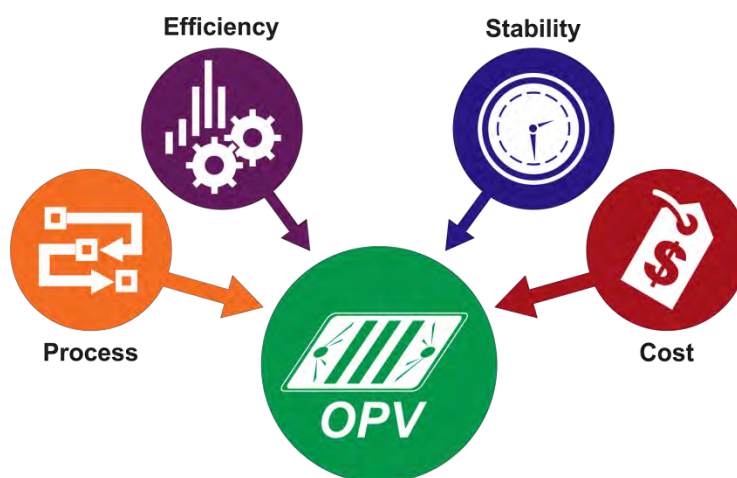 Efficiency
Stability
Process
Cost
$
OPV